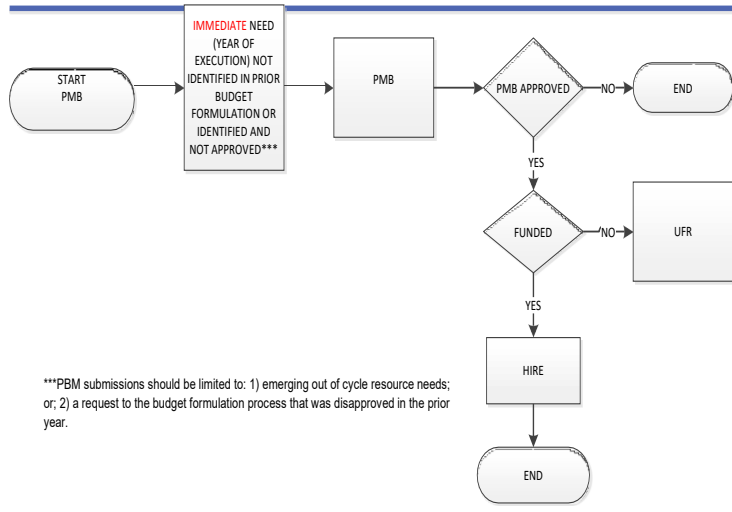 START
PMB
IMMEDIATE NEED
(YEAR OF
EXECUTION) NOT
IDENTIFIED IN PRIOR
BUDGET
FORMULATION OR
IDENTIFIED AND
NOT APPROVED***
PMB
PMB APPROVED
NO
END
YES
FUNDED
NO
UFR
YES
HIRE
END
***PBM submissions should be limited to: 1) emerging out of cycle resource needs;
or; 2) a request to the budget formulation process that was disapproved in the prior
year.